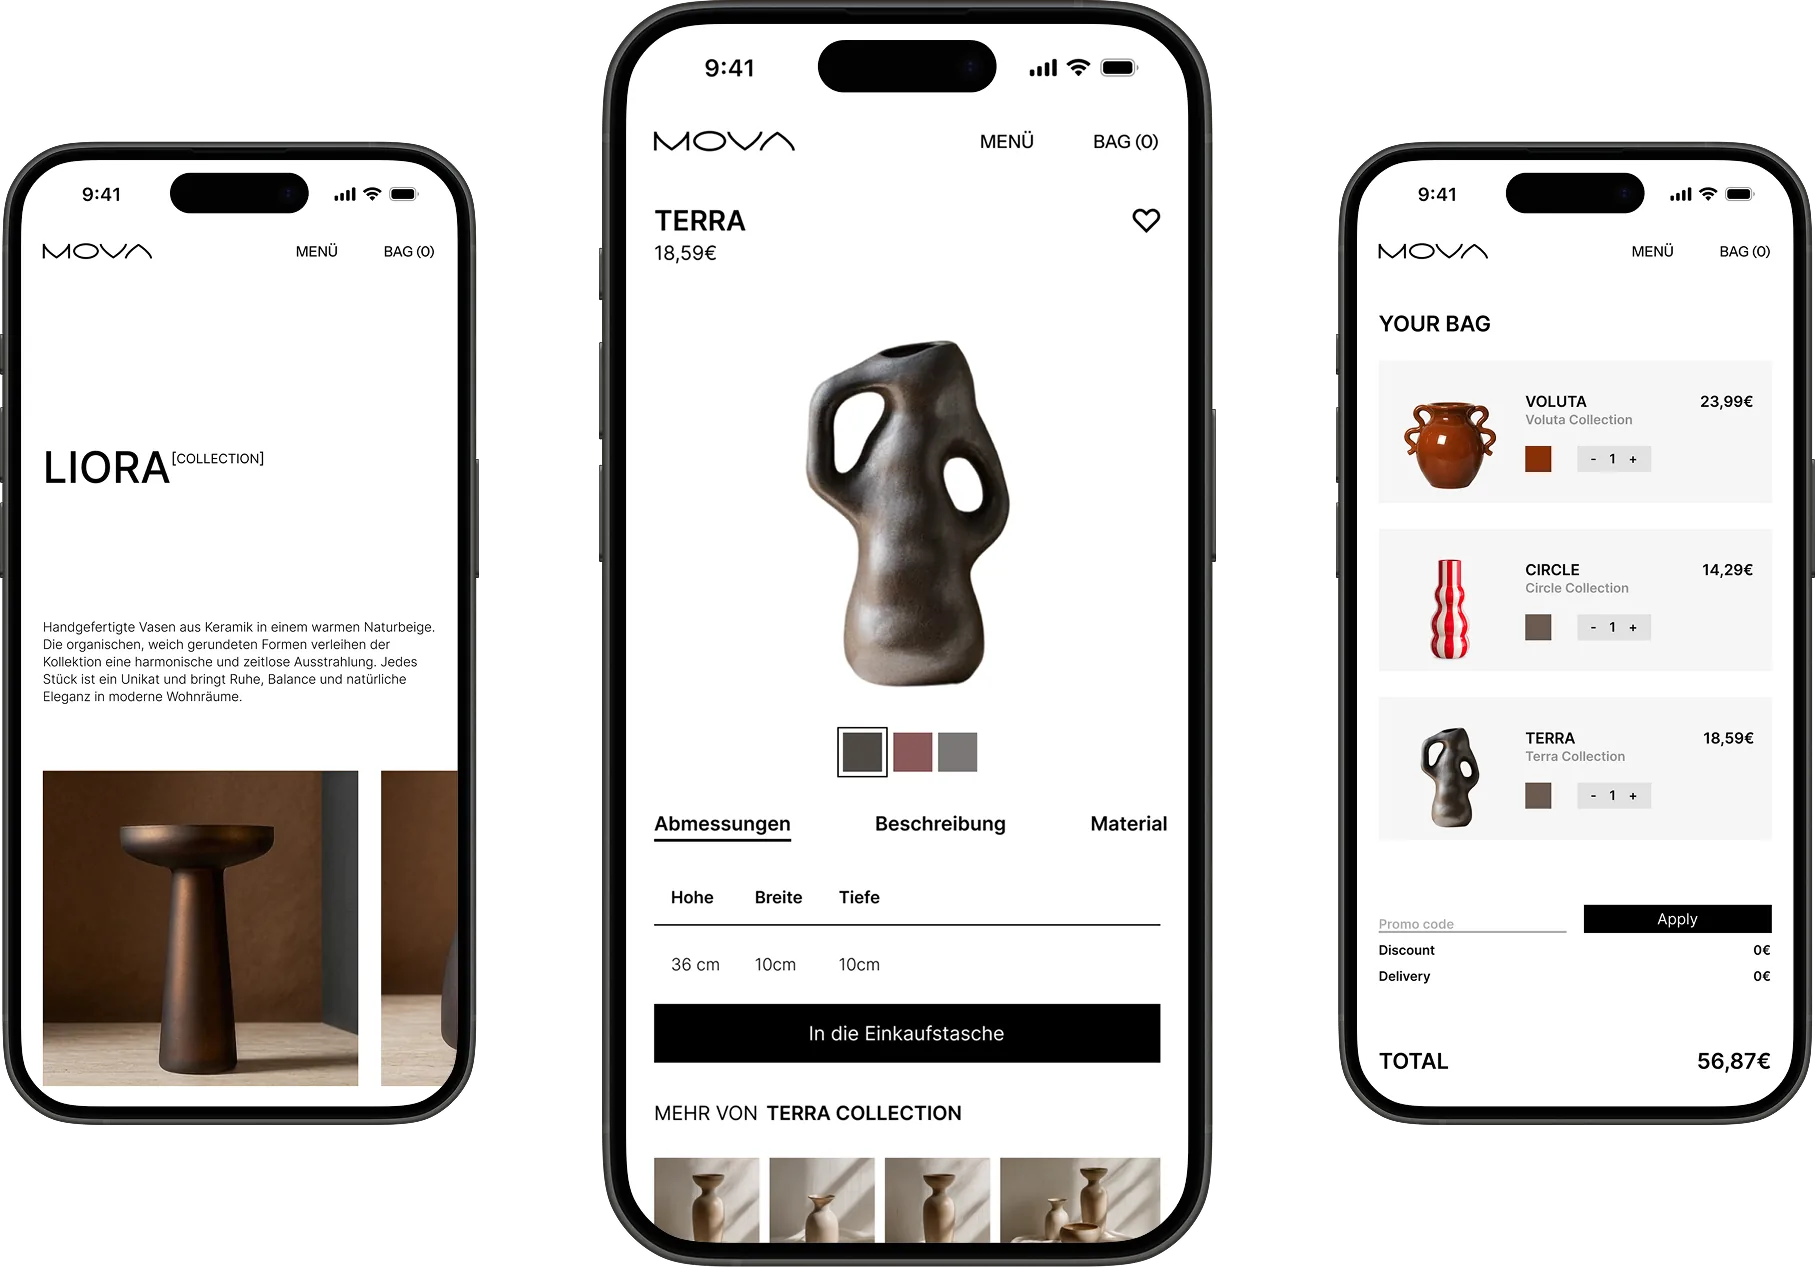 9:41
MOVA
MENÜ
BAG (0)
LIORA [COLLECTION]
Handgefertigte Vasen aus Keramik in einem warmen Naturbeige.
Die organischen, weich gerundeten Formen verleihen der
Kollektion eine harmonische und zeitlose Ausstrahlung. Jedes
Stück ist ein Unikat und bringt Ruhe, Balance und natürliche
Eleganz in moderne Wohnräume.
9:41
MOVA
MENÜ
BAG (0)
TERRA
18,59€
Abmessungen
Beschreibung
Material
Hohe
Breite
Tiefe
36 cm
10cm
10cm
In die Einkaufstasche
MEHR VON TERRA COLLECTION
9:41
MOVA
MENÜ
BAG (0)
YOUR BAG
VOLUTA
23,99€
Voluta Collection
- 1 +
CIRCLE
14,29€
Circle Collection
- 1 +
TERRA
18,59€
Terra Collection
- 1 +
Promo code
Apply
Discount
0€
Delivery
0€
TOTAL
56,87€